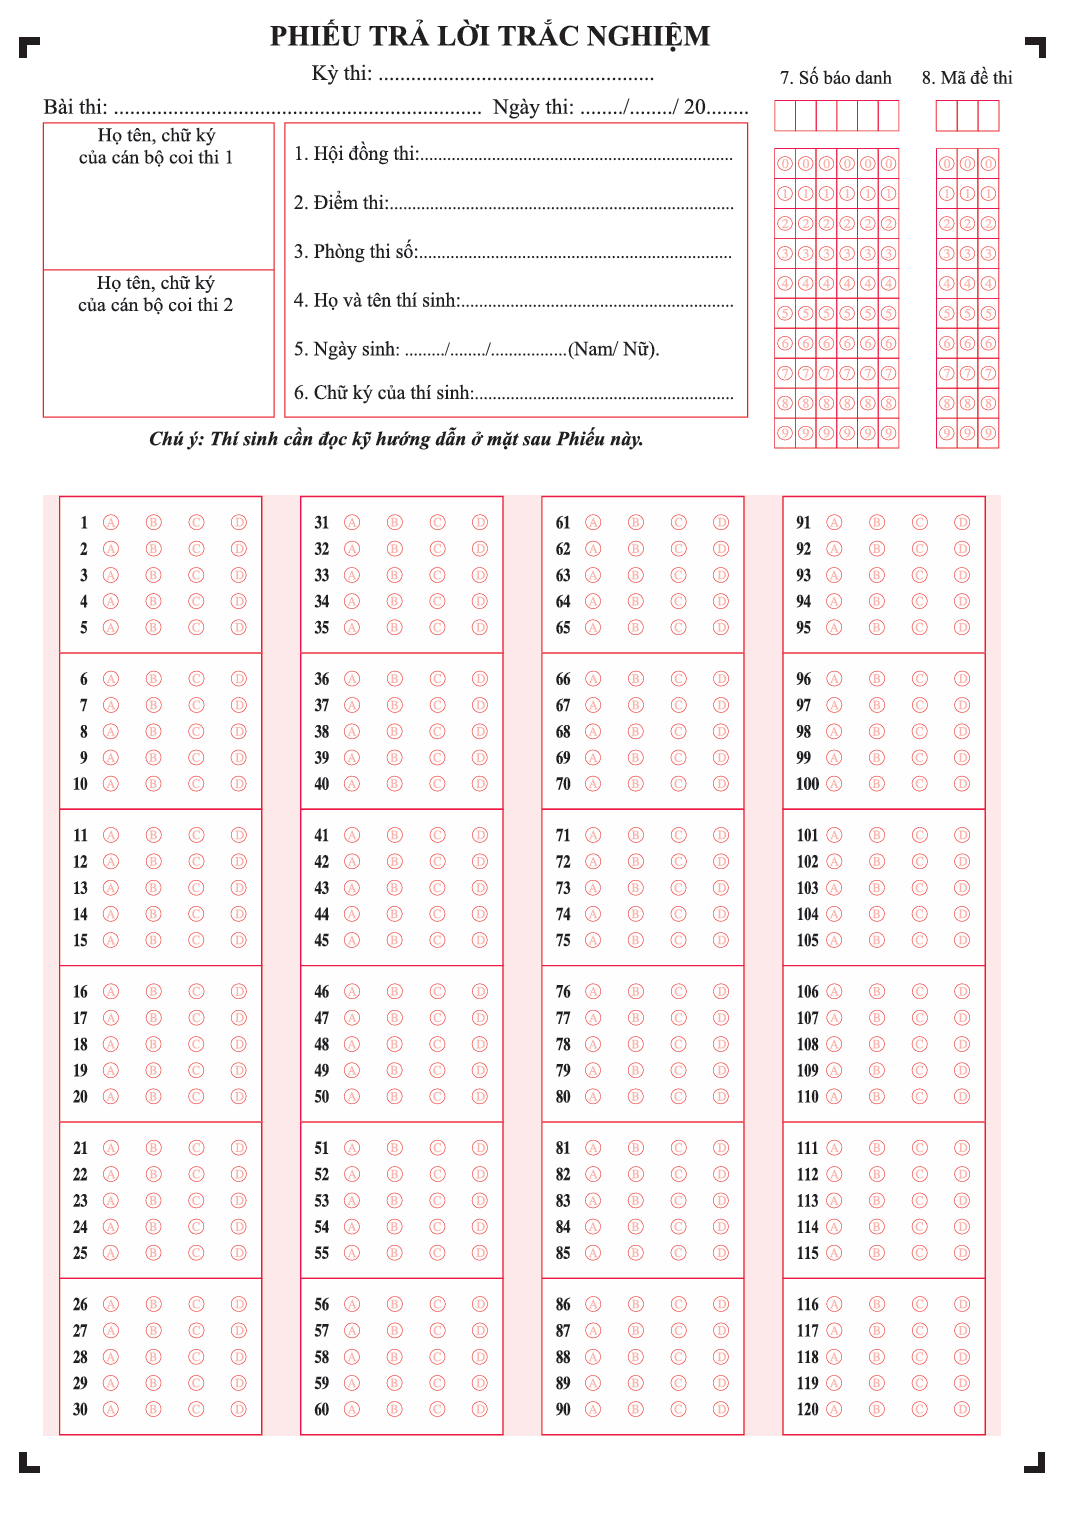 PHIẾU TRẢ LỜI TRẮC NGHIỆM
Kỳ thi: ...................................................
Bài thi: .................................................................... Ngày thi: ......../......../ 20........
Họ tên, chữ ký
của cán bộ coi thi 1
Họ tên, chữ ký
của cán bộ coi thi 2
1. Hội đồng thi:......................................................................
2. Điểm thi:.............................................................................
3. Phòng thi số:......................................................................
4. Họ và tên thí sinh:.............................................................
5. Ngày sinh: ........./......../.................(Nam/ Nữ).
6. Chữ ký của thí sinh:..........................................................
Chú ý: Thí sinh cần đọc kỹ hướng dẫn ở mặt sau Phiếu này.
7. Số báo danh 8. Mã đề thi
0 0 0 0 0 0 0 0 0
1 1 1 1 1 1 1 1 1
2 2 2 2 2 2 2 2 2
3 3 3 3 3 3 3 3 3
4 4 4 4 4 4 4 4 4
5 5 5 5 5 5 5 5 5
6 6 6 6 6 6 6 6 6
7 7 7 7 7 7 7 7 7
8 8 8 8 8 8 8 8 8
9 9 9 9 9 9 9 9 9
1 A B C D 31 A B C D 61 A B C D 91 A B C D
2 A B C D 32 A B C D 62 A B C D 92 A B C D
3 A B C D 33 A B C D 63 A B C D 93 A B C D
4 A B C D 34 A B C D 64 A B C D 94 A B C D
5 A B C D 35 A B C D 65 A B C D 95 A B C D
6 A B C D 36 A B C D 66 A B C D 96 A B C D
7 A B C D 37 A B C D 67 A B C D 97 A B C D
8 A B C D 38 A B C D 68 A B C D 98 A B C D
9 A B C D 39 A B C D 69 A B C D 99 A B C D
10 A B C D 40 A B C D 70 A B C D 100 A B C D
11 A B C D 41 A B C D 71 A B C D 101 A B C D
12 A B C D 42 A B C D 72 A B C D 102 A B C D
13 A B C D 43 A B C D 73 A B C D 103 A B C D
14 A B C D 44 A B C D 74 A B C D 104 A B C D
15 A B C D 45 A B C D 75 A B C D 105 A B C D
16 A B C D 46 A B C D 76 A B C D 106 A B C D
17 A B C D 47 A B C D 77 A B C D 107 A B C D
18 A B C D 48 A B C D 78 A B C D 108 A B C D
19 A B C D 49 A B C D 79 A B C D 109 A B C D
20 A B C D 50 A B C D 80 A B C D 110 A B C D
21 A B C D 51 A B C D 81 A B C D 111 A B C D
22 A B C D 52 A B C D 82 A B C D 112 A B C D
23 A B C D 53 A B C D 83 A B C D 113 A B C D
24 A B C D 54 A B C D 84 A B C D 114 A B C D
25 A B C D 55 A B C D 85 A B C D 115 A B C D
26 A B C D 56 A B C D 86 A B C D 116 A B C D
27 A B C D 57 A B C D 87 A B C D 117 A B C D
28 A B C D 58 A B C D 88 A B C D 118 A B C D
29 A B C D 59 A B C D 89 A B C D 119 A B C D
30 A B C D 60 A B C D 90 A B C D 120 A B C D